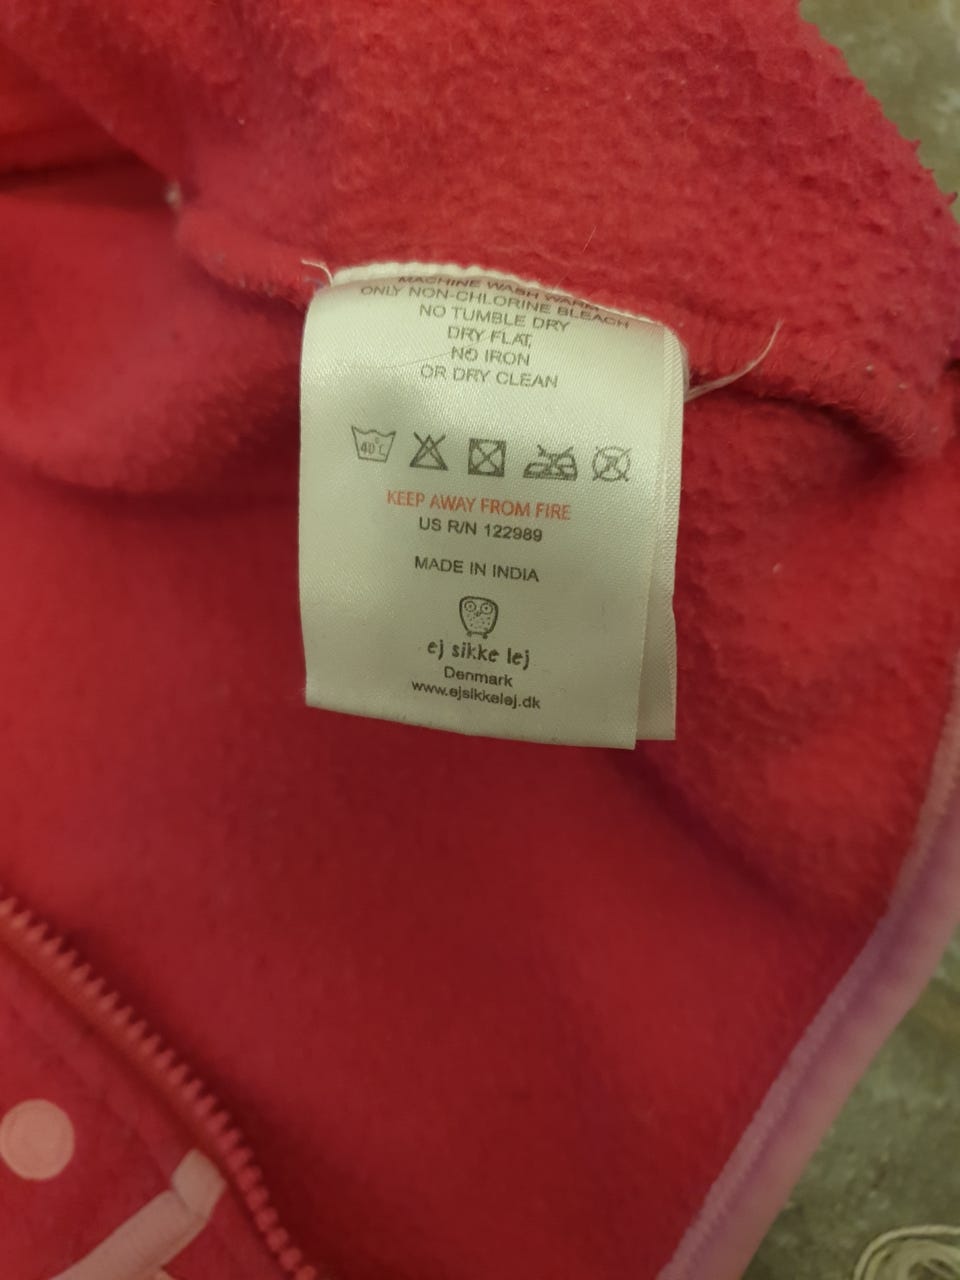 MACHINE WASH WARM
ONLY NON-CHLORINE BLEACH
NO TUMBLE DRY
DRY FLAT,
NO IRON
OR DRY CLEAN
40°C
KEEP AWAY FROM FIRE
US R/N 122989
MADE IN INDIA
ej sikke lej
Denmark
www.ejsikkelej.dk